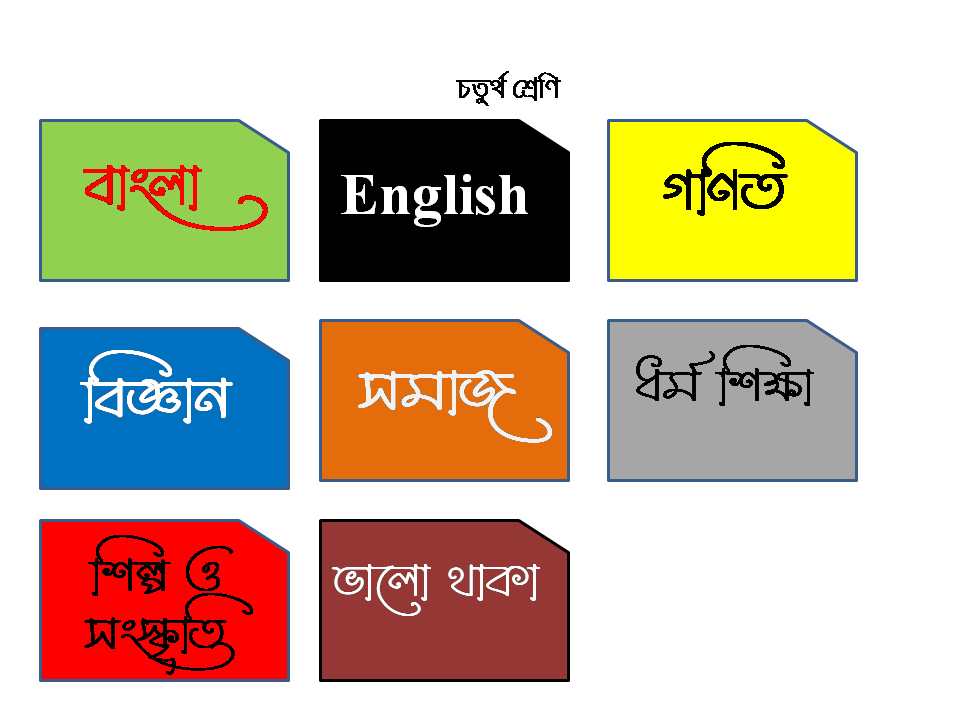 চতুর্থ শ্রেণি
বাংলা
English
গণিত
বিজ্ঞান
সমাজ
ধর্ম শিক্ষা
শিল্প ও
সংস্কৃতি
ভালো থাকা